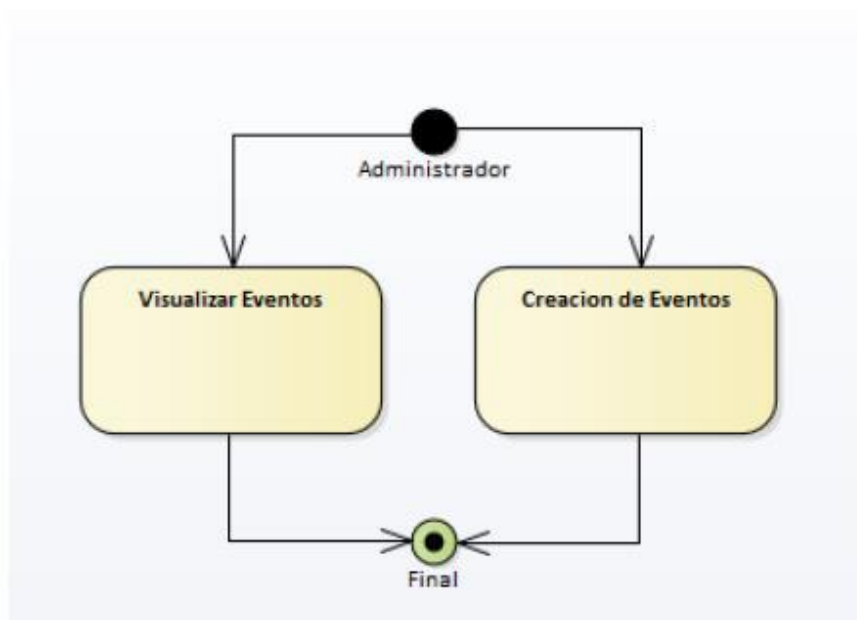 Administrador
Visualizar Eventos
Creacion de Eventos
Final